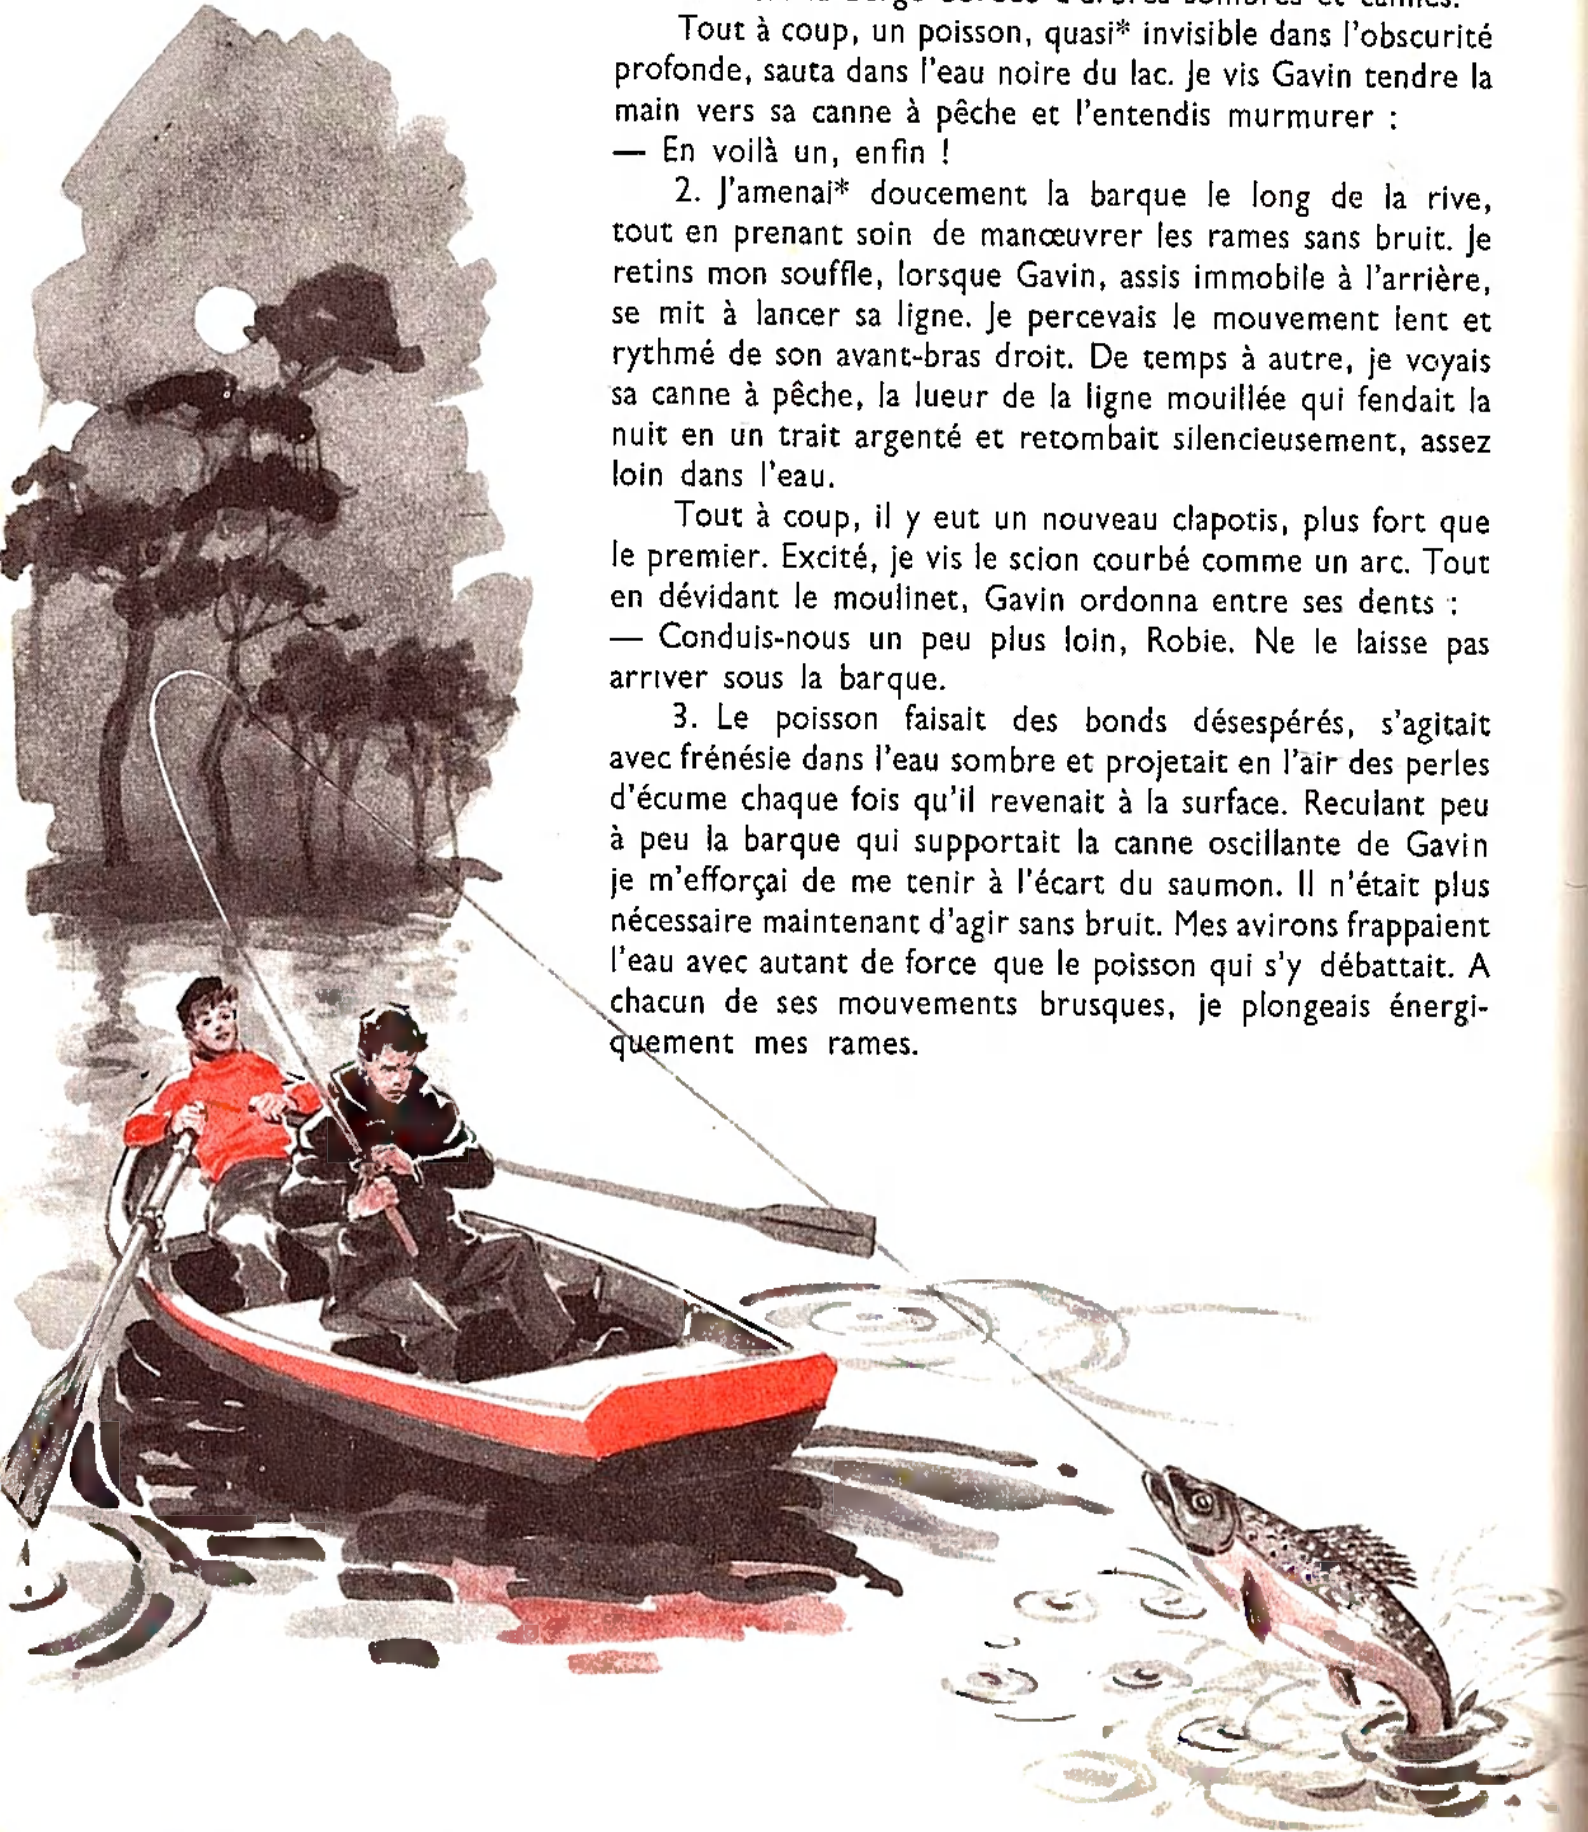 Tout à coup, un poisson, quasi* invisible dans l'obscurité
profonde, sauta dans l'eau noire du lac. Je vis Gavin tendre la
main vers sa canne à pêche et l'entendis murmurer :
— En voilà un, enfin !
2. J'amenai* doucement la barque le long de la rive,
tout en prenant soin de manœuvrer les rames sans bruit. Je
retins mon souffle, lorsque Gavin, assis immobile à l'arrière,
se mit à lancer sa ligne. Je percevais le mouvement lent et
rythmé de son avant-bras droit. De temps à autre, je voyais
sa canne à pêche, la lueur de la ligne mouillée qui fendait la
nuit en un trait argenté et retombait silencieusement, assez
loin dans l'eau.
Tout à coup, il y eut un nouveau clapotis, plus fort que
le premier. Excité, je vis le scion courbé comme un arc. Tout
en dévidant le moulinet, Gavin ordonna entre ses dents :
— Conduis-nous un peu plus loin, Robie. Ne le laisse pas
arriver sous la barque.
3. Le poisson faisait des bonds désespérés, s'agitait
avec frénésie dans l'eau sombre et projetait en l'air des perles
d'écume chaque fois qu'il revenait à la surface. Reculant peu
à peu la barque qui supportait la canne oscillante de Gavin
je m'efforçai de me tenir à l'écart du saumon. Il n'était plus
nécessaire maintenant d'agir sans bruit. Mes avirons frappaient
l'eau avec autant de force que le poisson qui s'y débattait. A
chacun de ses mouvements brusques, je plongeais énergi-
quement mes rames.